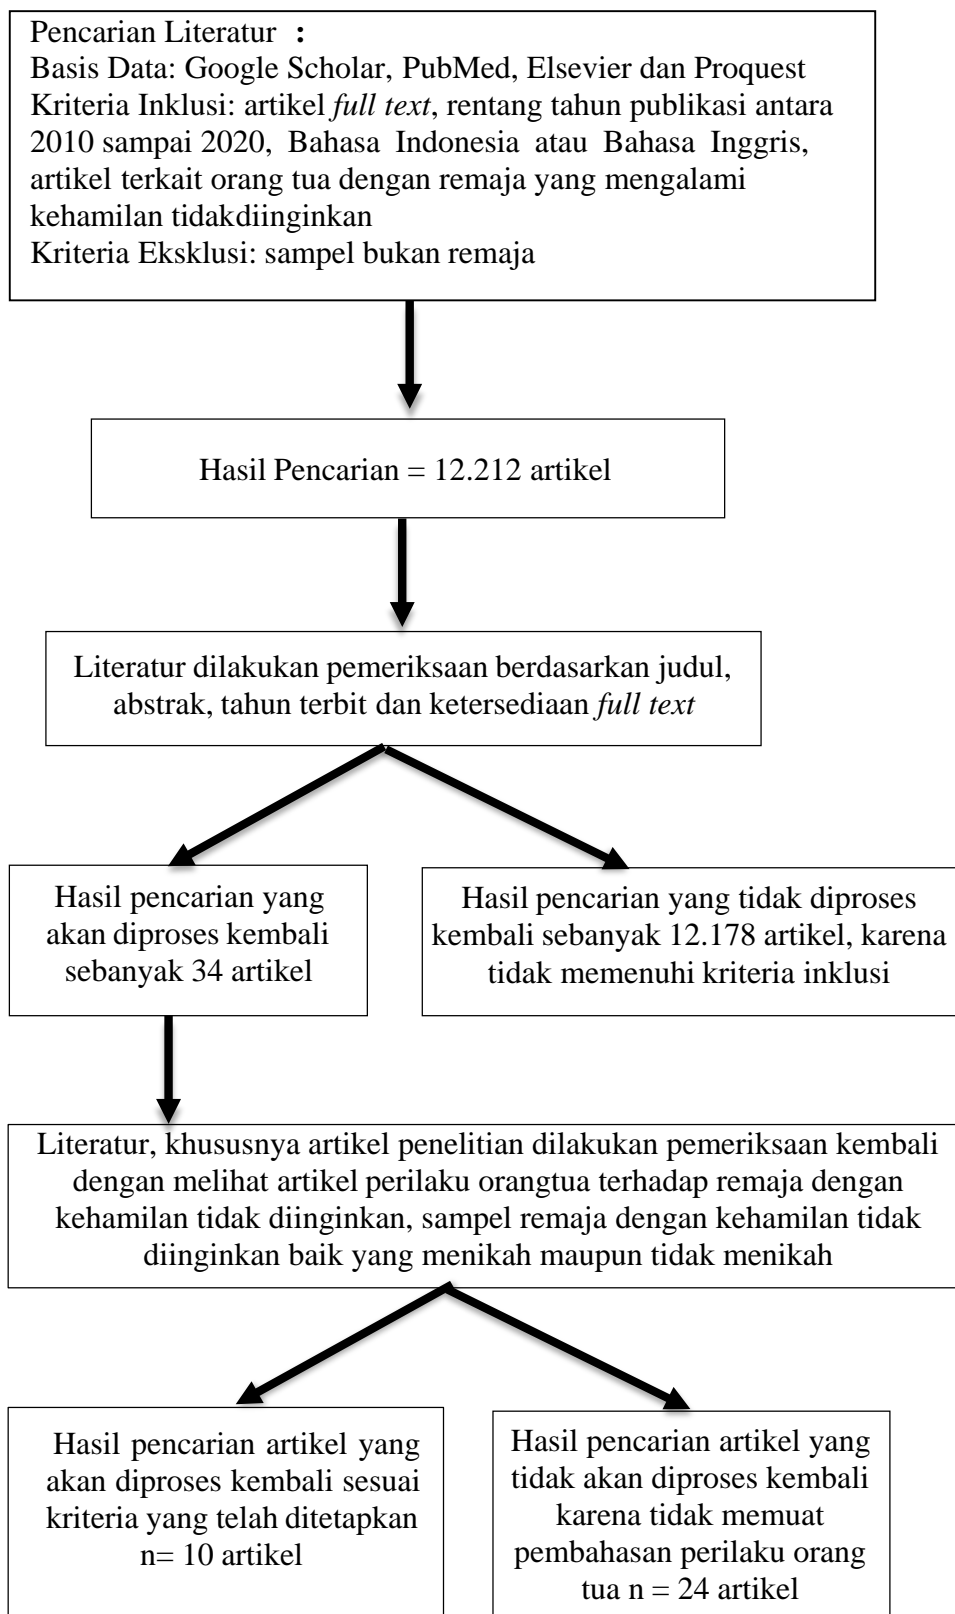 Pencarian Literatur :
Basis Data: Google Scholar, PubMed, Elsevier dan Proquest
Kriteria Inklusi: artikel full text, rentang tahun publikasi antara
2010 sampai 2020, Bahasa Indonesia atau Bahasa Inggris,
artikel terkait orang tua dengan remaja yang mengalami
kehamilan tidakdiinginkan
Kriteria Eksklusi: sampel bukan remaja
Hasil Pencarian = 12.212 artikel
Literatur dilakukan pemeriksaan berdasarkan judul,
abstrak, tahun terbit dan ketersediaan full text
Hasil pencarian yang
akan diproses kembali
sebanyak 34 artikel
Hasil pencarian yang tidak diproses
kembali sebanyak 12.178 artikel, karena
tidak memenuhi kriteria inklusi
Literatur, khususnya artikel penelitian dilakukan pemeriksaan kembali
dengan melihat artikel perilaku orangtua terhadap remaja dengan
kehamilan tidak diinginkan, sampel remaja dengan kehamilan tidak
diinginkan baik yang menikah maupun tidak menikah
Hasil pencarian artikel yang
akan diproses kembali sesuai
kriteria yang telah ditetapkan
n= 10 artikel
Hasil pencarian artikel yang
tidak akan diproses kembali
karena tidak memuat
pembahasan perilaku orang
tua n = 24 artikel